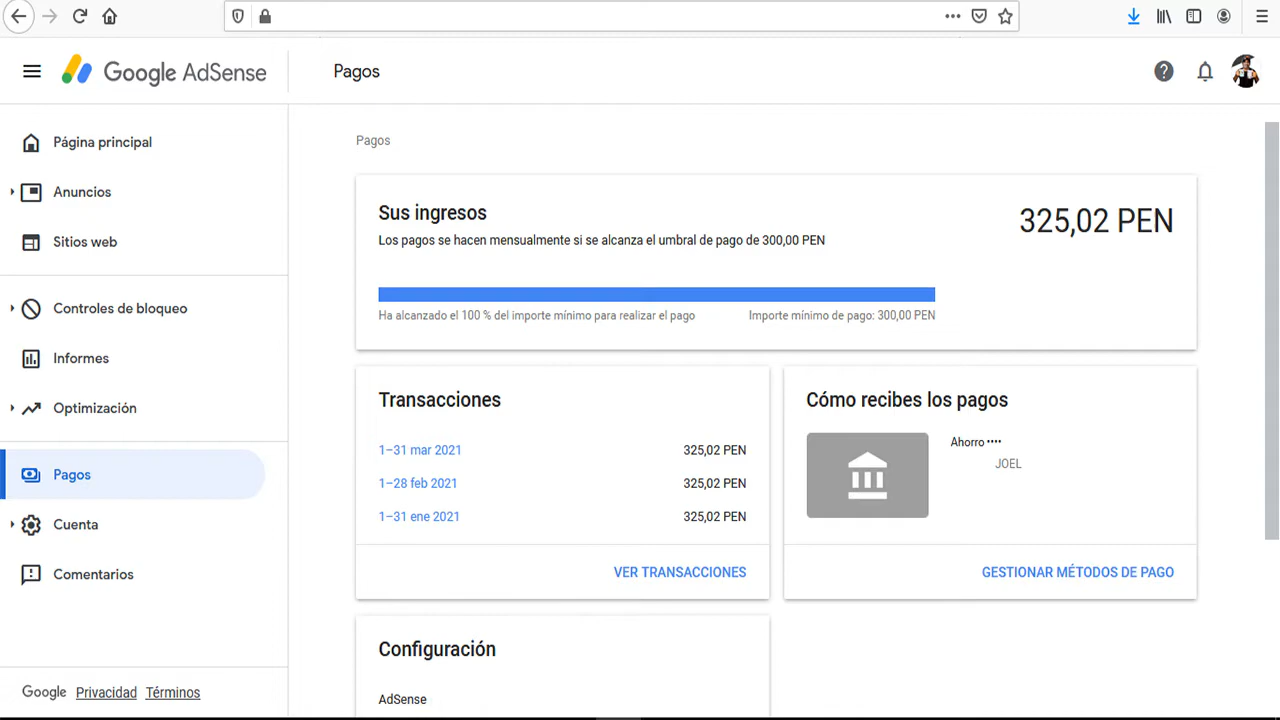 Google AdSense
Pagos
Página principal
Anuncios
Sitios web
Controles de bloqueo
Informes
Optimización
Pagos
Cuenta
Comentarios
Google Privacidad Términos
Pagos
Sus ingresos
325,02 PEN
Los pagos se hacen mensualmente si se alcanza el umbral de pago de 300,00 PEN
Ha alcanzado el 100 % del importe mínimo para realizar el pago
Importe mínimo de pago: 300,00 PEN
Transacciones
1–31 mar 2021 325,02 PEN
1–28 feb 2021 325,02 PEN
1–31 ene 2021 325,02 PEN
VER TRANSACCIONES
Cómo recibes los pagos
Ahorro ••••
JOEL
GESTIONAR MÉTODOS DE PAGO
Configuración
AdSense